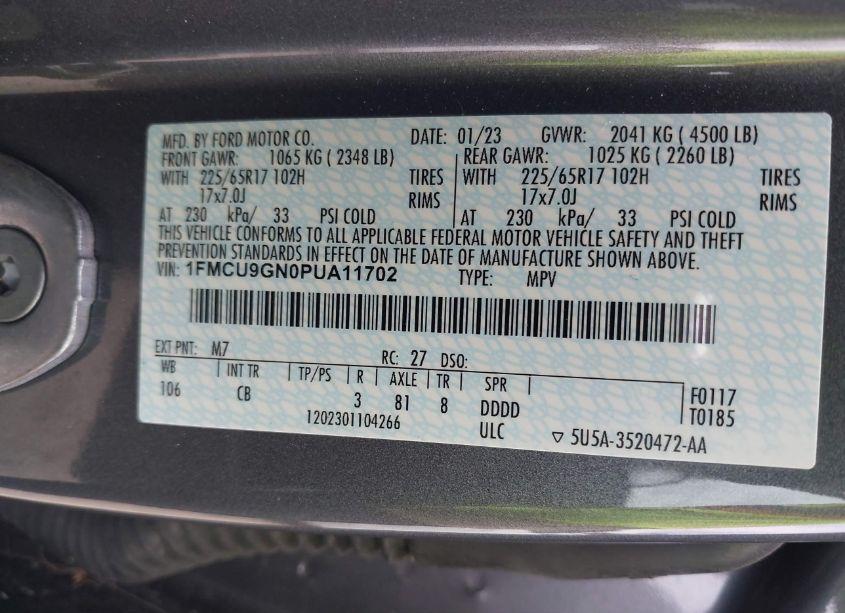 MFD. BY FORD MOTOR CO. DATE: 01/23 GVWR: 2041 KG ( 4500 LB)
FRONT GAWR: 1065 KG ( 2348 LB) REAR GAWR: 1025 KG ( 2260 LB)
WITH 225/65R17 102H TIRES WITH 225/65R17 102H TIRES
17x7.0J RIMS 17x7.0J RIMS
AT 230 kPa/ 33 PSI COLD AT 230 kPa/ 33 PSI COLD
THIS VEHICLE CONFORMS TO ALL APPLICABLE FEDERAL MOTOR VEHICLE SAFETY AND THEFT
PREVENTION STANDARDS IN EFFECT ON THE DATE OF MANUFACTURE SHOWN ABOVE.
VIN: 1FMCU9GN0PUA11702 TYPE: MPV
EXT PNT: M7 RC: 27 DSO:
WB INT TR TP/PS R AXLE TR SPR F0117
106 CB 3 81 8 DDDD T0185
1202301104266 ULC ▽ 5U5A-3520472-AA